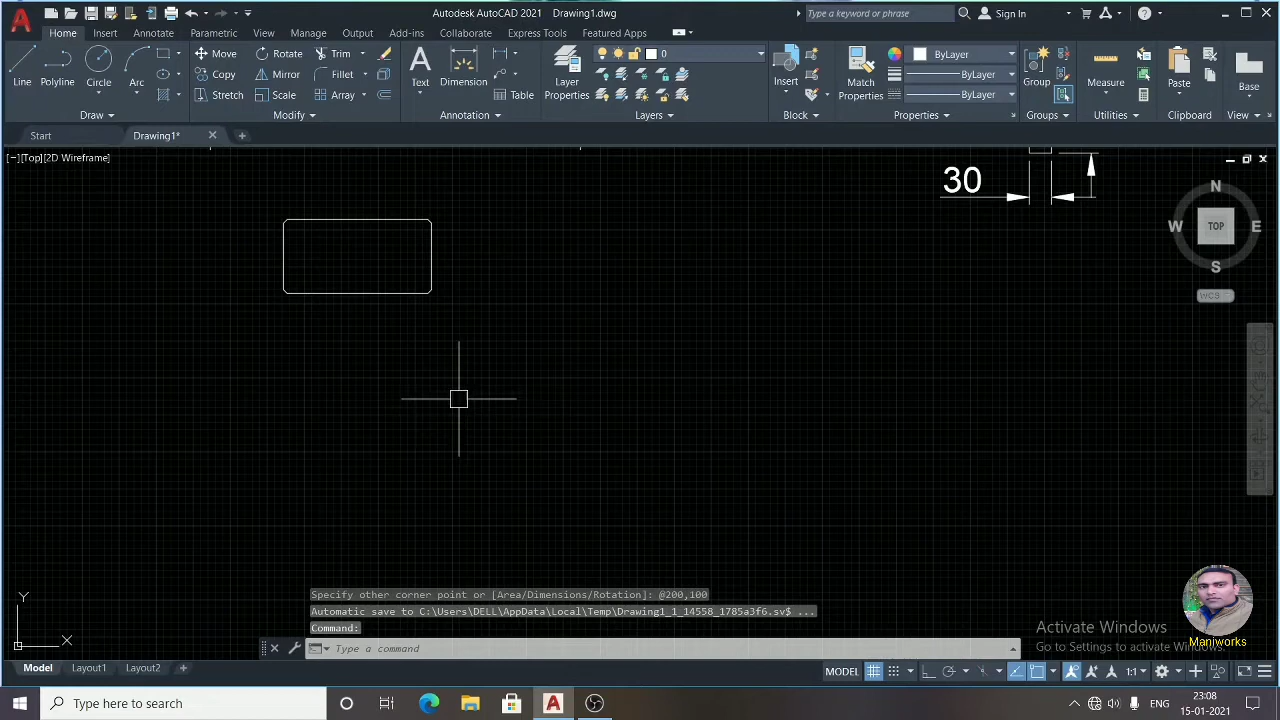 Autodesk AutoCAD 2021 Drawing1.dwg
Type a keyword or phrase
Sign In
Home Insert Annotate Parametric View Manage Output Add-ins Collaborate Express Tools Featured Apps
Line
Polyline
Circle
Arc
Move
Copy
Stretch
Rotate
Mirror
Scale
Trim
Fillet
Array
Text
Dimension
Table
Layer
Properties
0
Insert
Match
Properties
ByLayer
ByLayer
ByLayer
Group
Measure
Paste
Base
Draw Modify Annotation Layers Block Properties Groups Utilities Clipboard View
Start Drawing1*
[−][Top][2D Wireframe]
30
N
W TOP E
S
WCS
Specify other corner point or [Area/Dimensions/Rotation]: @200,100
Automatic save to C:\Users\DELL\AppData\Local\Temp\Drawing1_1_14558_1785a3f6.sv$ ...
Command:
Type a command
Y
X
Activate Windows
Go to Settings to activate Windows.
Maniworks
Model Layout1 Layout2
MODEL
1:1
Type here to search
ENG
23:08
15-01-2021